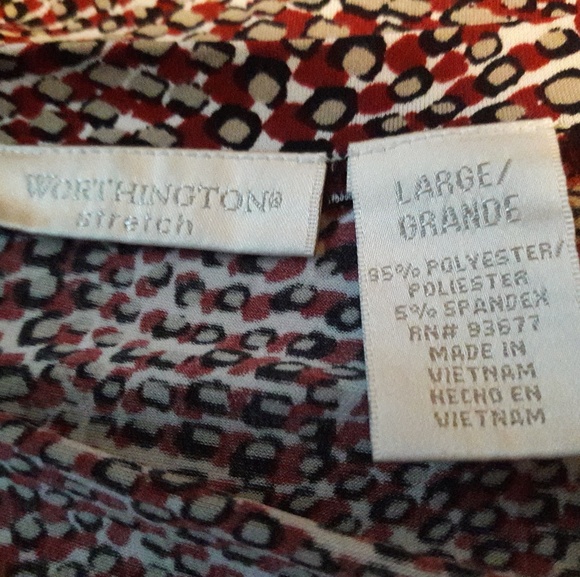 WORTHINGTON®
stretch
LARGE/
GRANDE
95% POLYESTER/
POLIESTER
5% SPANDEX
RN# 93677
MADE IN
VIETNAM
HECHO EN
VIETNAM